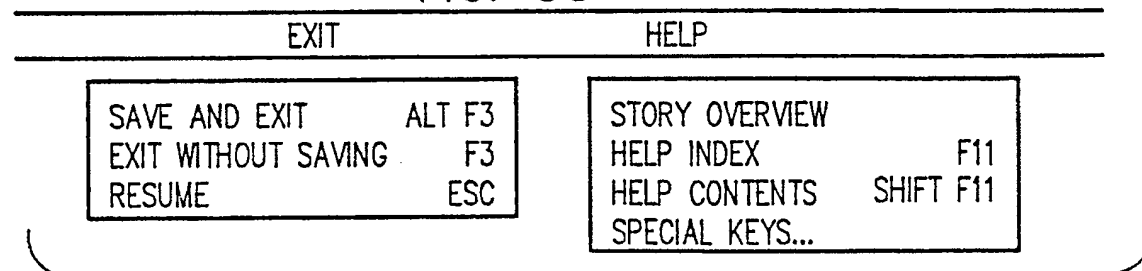 EXIT HELP
SAVE AND EXIT ALT F3
EXIT WITHOUT SAVING F3
RESUME ESC
STORY OVERVIEW
HELP INDEX F11
HELP CONTENTS SHIFT F11
SPECIAL KEYS...